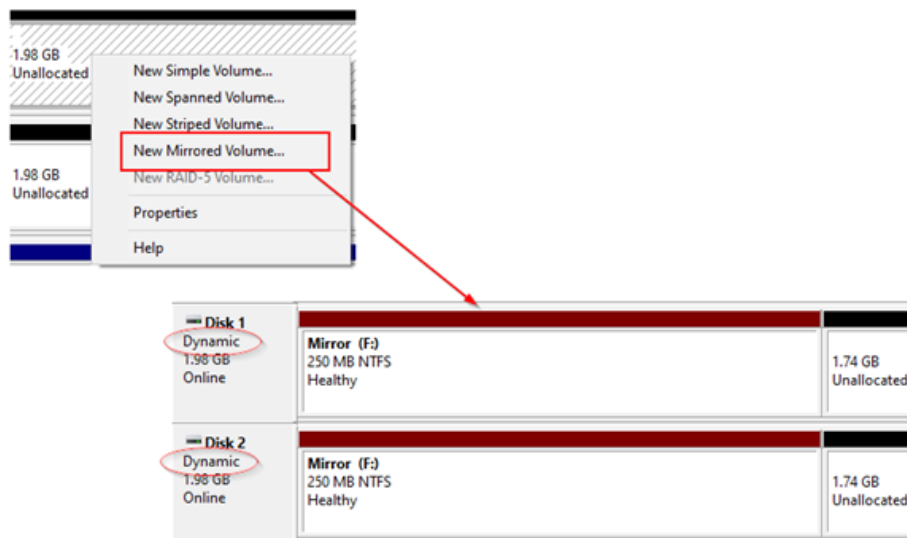 1.98 GB
Unallocated
New Simple Volume...
New Spanned Volume...
New Striped Volume...
New Mirrored Volume...
New RAID-5 Volume...
Properties
Help
1.98 GB
Unallocated
Disk 1
Dynamic
1.98 GB
Online
Mirror (F:)
250 MB NTFS
Healthy
1.74 GB
Unallocated
Disk 2
Dynamic
1.98 GB
Online
Mirror (F:)
250 MB NTFS
Healthy
1.74 GB
Unallocated